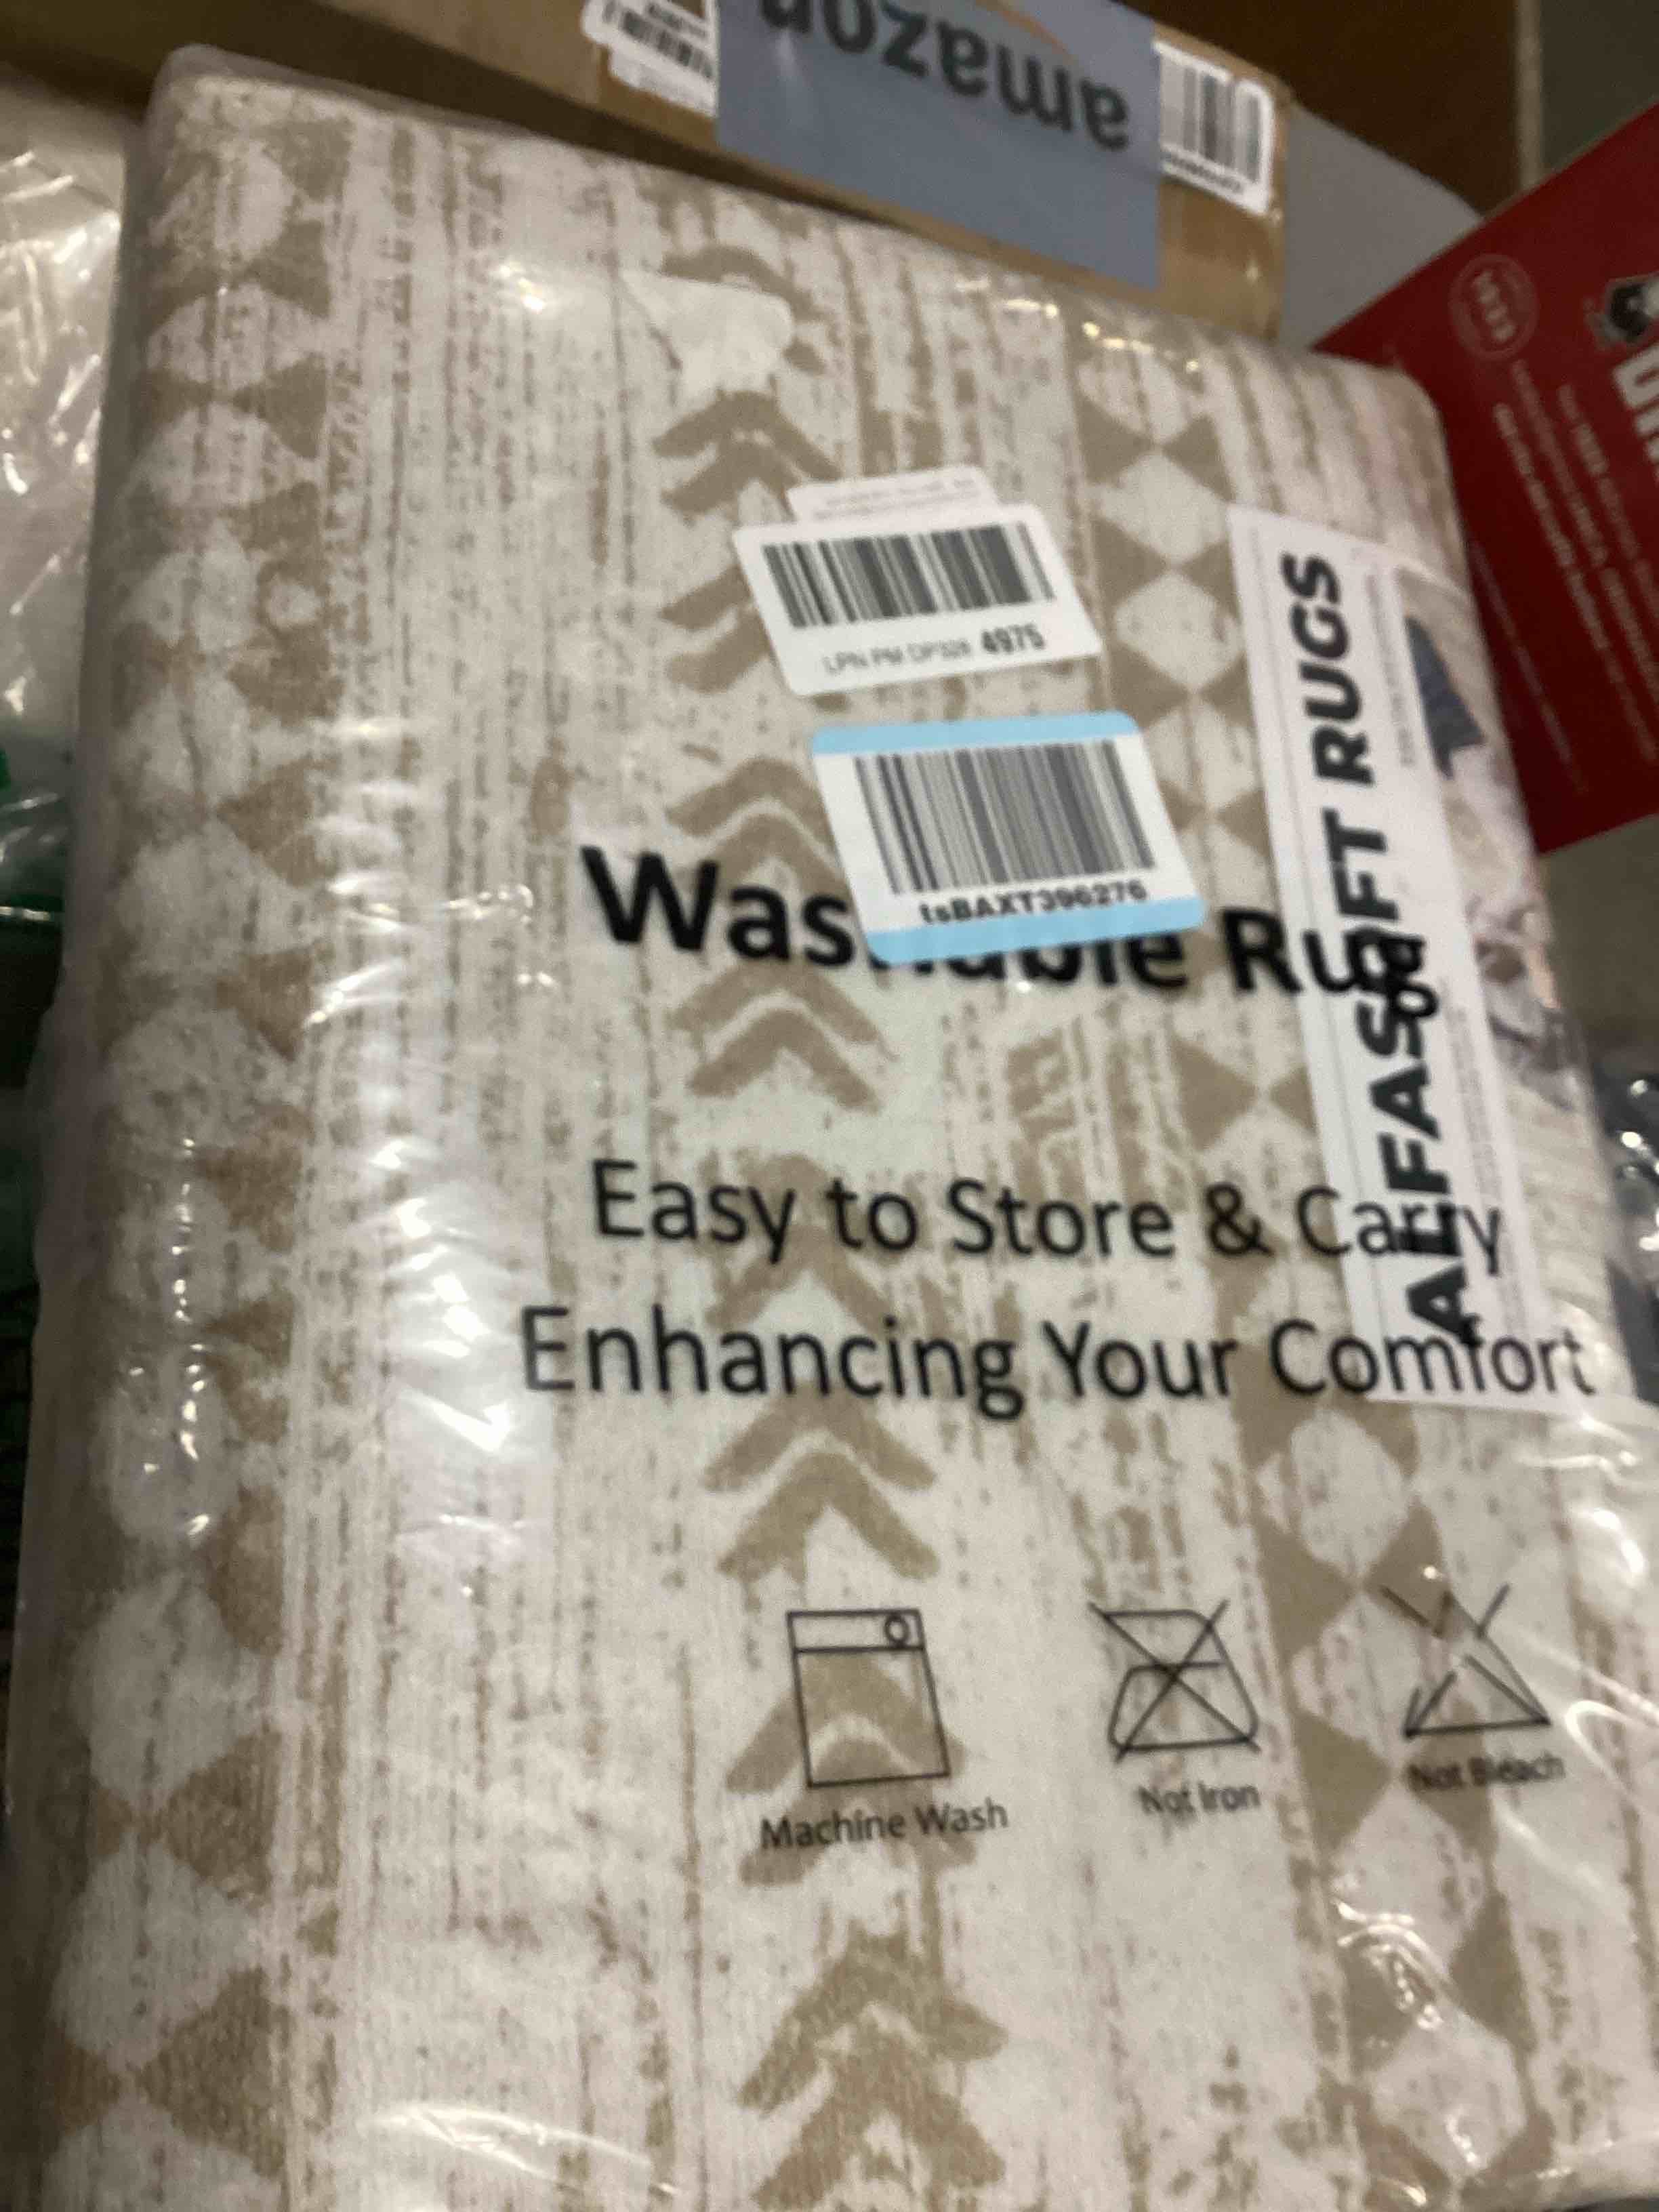 amazon
4975
tsBAXT396276
Washable Rug
ALFASOFT RUGS
Easy to Store & Carry
Enhancing Your Comfort
Machine Wash
Not Iron
Not Bleach